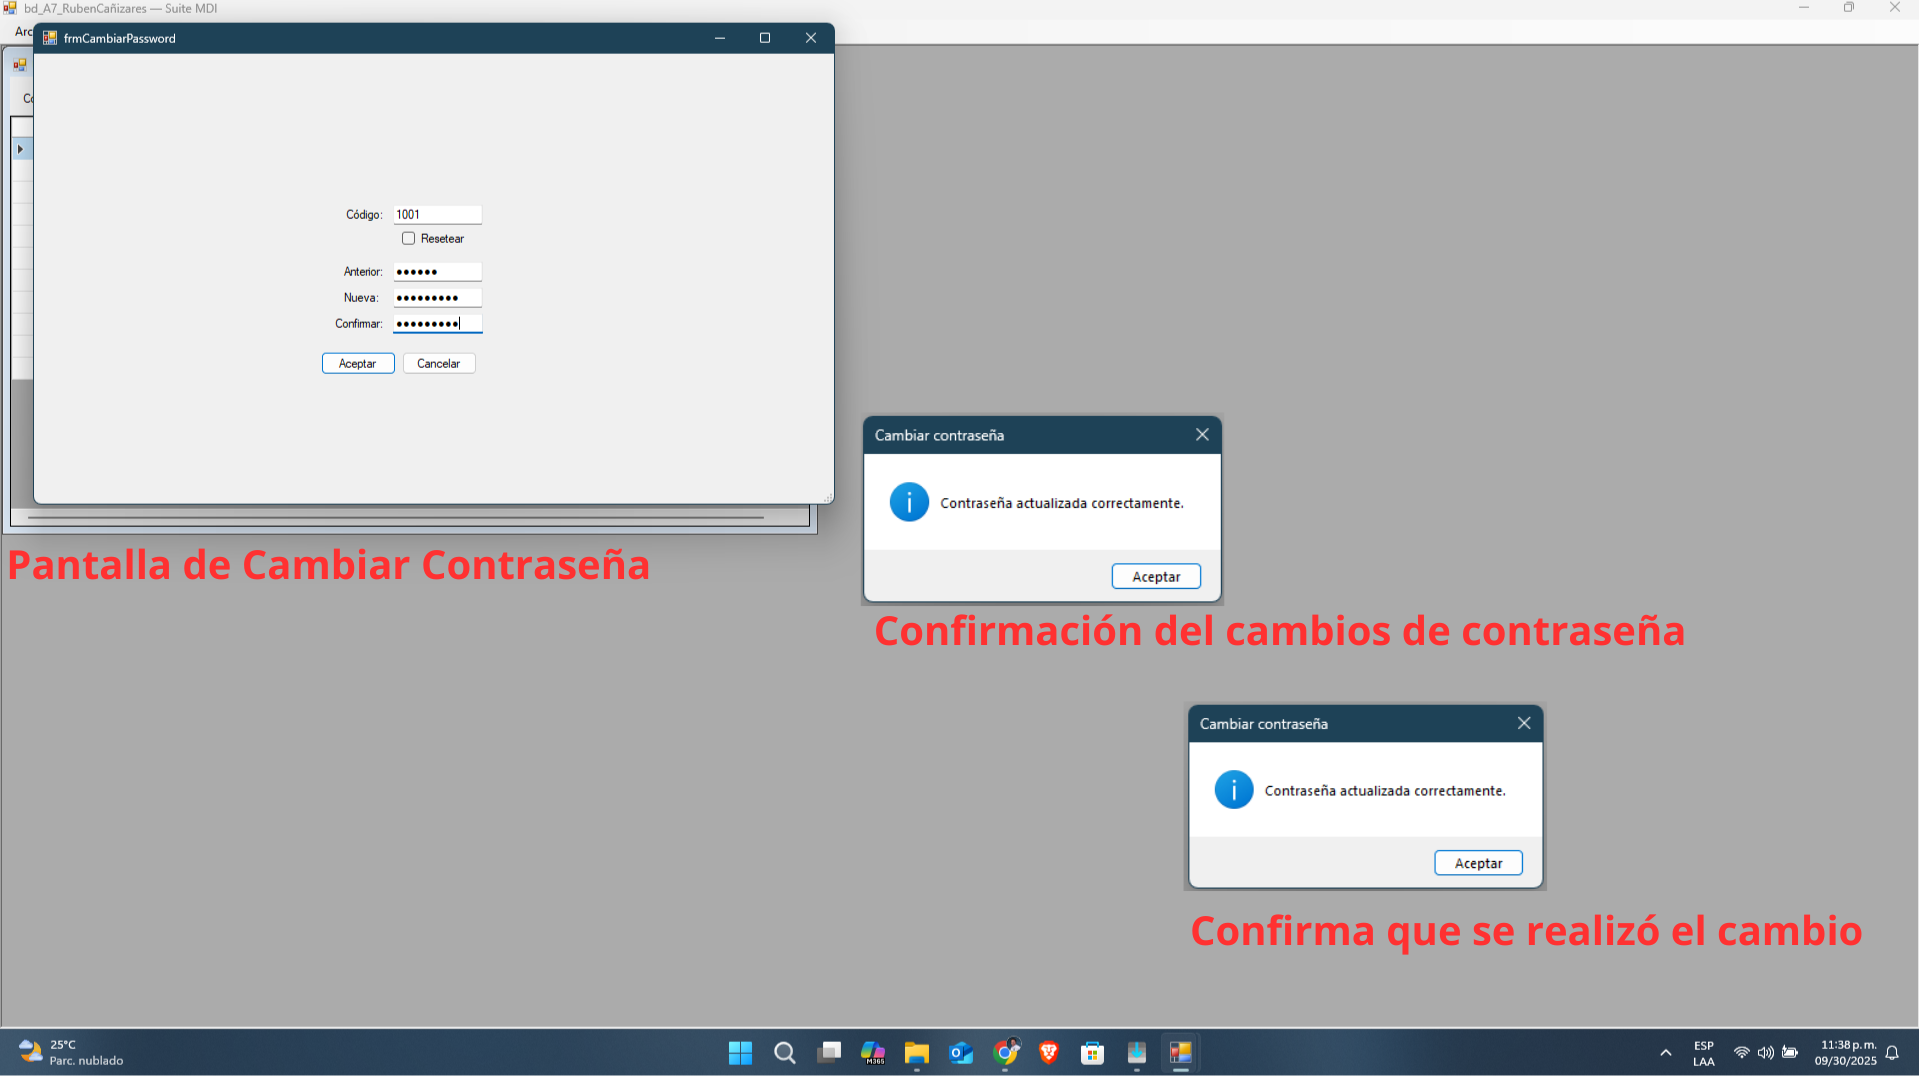 bd_A7_RubenCañizares — Suite MDI
frmCambiarPassword
Código:
1001
Resetear
Anterior:
••••••
Nueva:
•••••••••
Confirmar:
•••••••••
Aceptar
Cancelar
Pantalla de Cambiar Contraseña
Cambiar contraseña
Contraseña actualizada correctamente.
Aceptar
Confirmación del cambios de contraseña
Cambiar contraseña
Contraseña actualizada correctamente.
Aceptar
Confirma que se realizó el cambio
25°C
Parc. nublado
M365
ESP
LAA
11:38 p. m.
09/30/2025